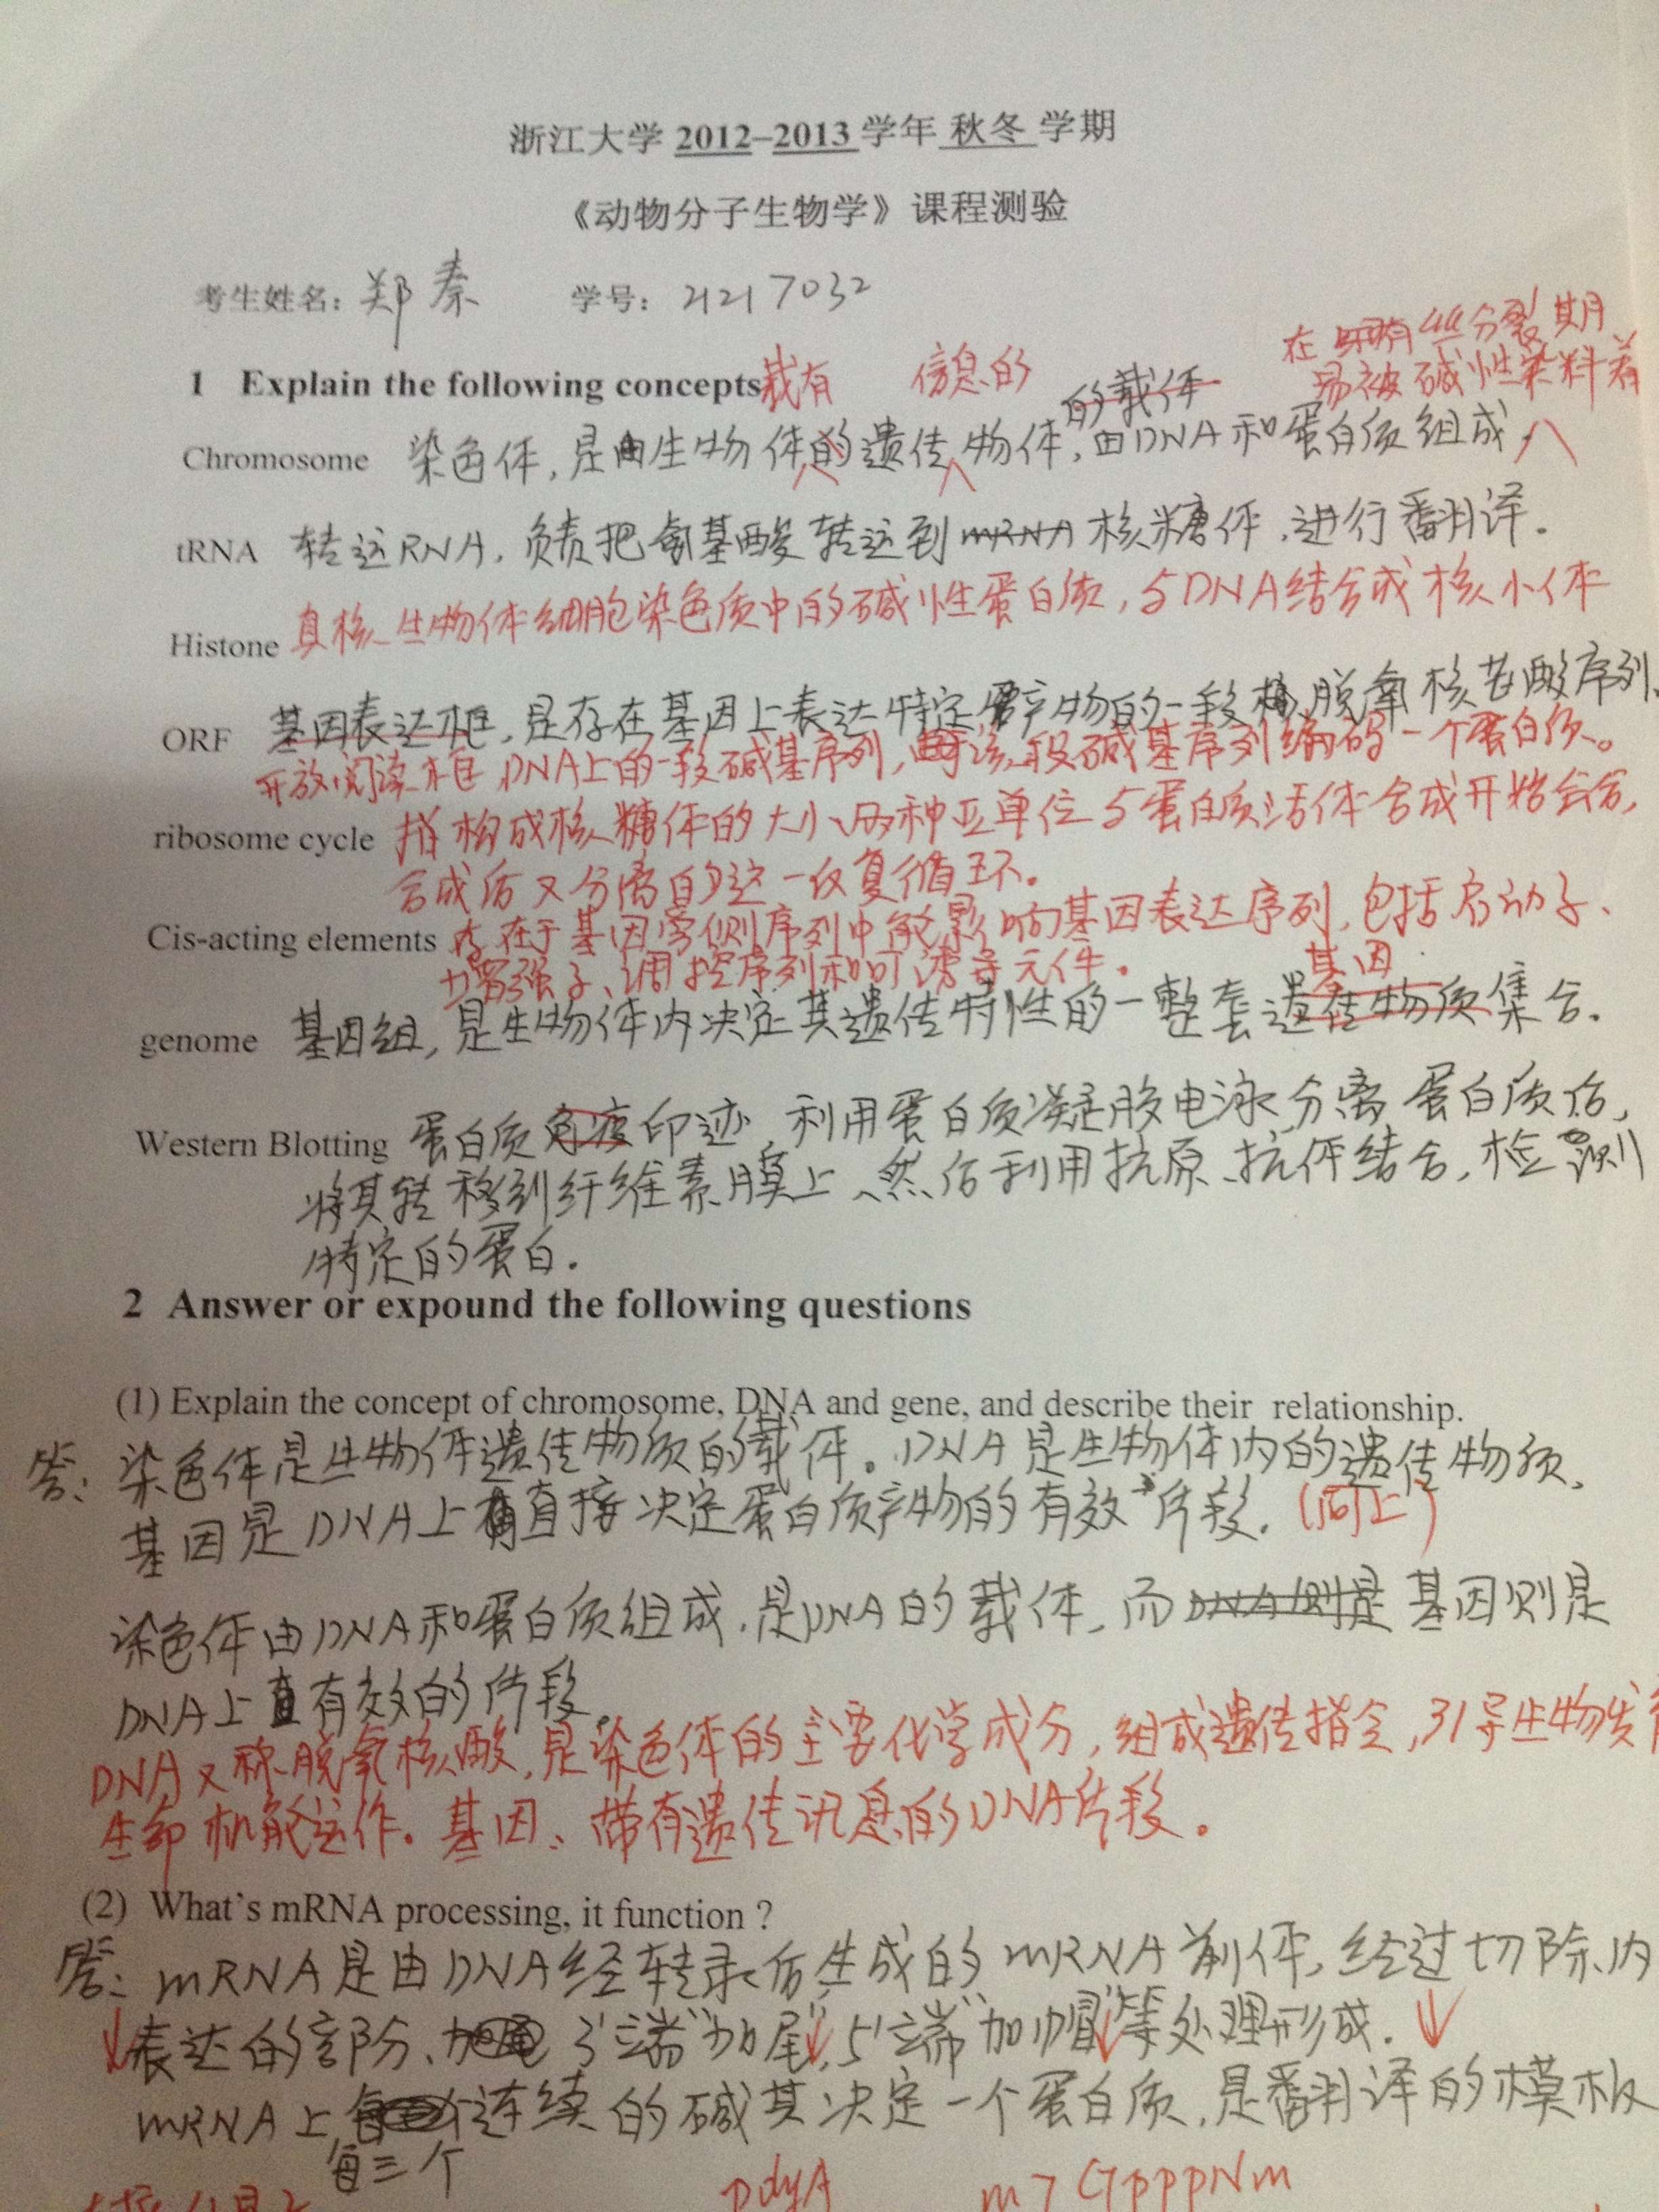 浙江大学 2012–2013 学年 秋冬 学期
《动物分子生物学》课程测验
考生姓名: 郑秦 学号: 21217032
在 细分裂期
1 Explain the following concepts 载有 信息的 的载体 易被碱性染料着
Chromosome 染色体,是由生物体的遗传物体,由DNA和蛋白质组成,
tRNA 转运RNA,负责把氨基酸转运到mRNA核糖体,进行翻译.
真核生物体细胞染色质中的碱性蛋白质,与DNA结合成核小体
Histone
ORF 基因表达框,是存在基因上表达特定产物的一段脱氧核苷酸序列.
开放阅读框,DNA上的一段碱基序列,该段碱基序列编码一个蛋白质。
ribosome cycle 指构成核糖体的大小两种亚单位与蛋白质活体合成开始会合,
合成后又分离的这一反复循环.
Cis-acting elements 存在于基因旁侧序列中能影响基因表达序列,包括启动子、
增强子、调控序列和可诱导元件.
基因
genome 基因组,是生物体内决定其遗传特性的一整套遗传物质集合.
Western Blotting 蛋白质免疫印迹,利用蛋白质凝胶电泳分离蛋白质后,
将其转移到纤维素膜上,然后利用抗原、抗体结合,检测
特定的蛋白.
2 Answer or expound the following questions
(1) Explain the concept of chromosome, DNA and gene, and describe their relationship.
答: 染色体是生物体遗传物质的载体。DNA是生物体内的遗传物质,
基因是DNA上直接决定蛋白质产物的有效片段. (同上)
染色体由DNA和蛋白质组成,是DNA的载体,而DNA则是基因则是
DNA上有效的片段.
DNA又称脱氧核酸,是染色体的主要化学成分,组成遗传指令,引导生物发
生命机能运作。基因、带有遗传讯息的DNA片段。
(2) What's mRNA processing, it function ?
答: mRNA是由DNA经转录后生成的mRNA前体,经过切除内
表达的部分、3'端"加尾",5'端"加帽"等处理形成.
mRNA上连续的碱基决定一个蛋白质,是翻译的模板
每三个
PolyA m7GpppNm